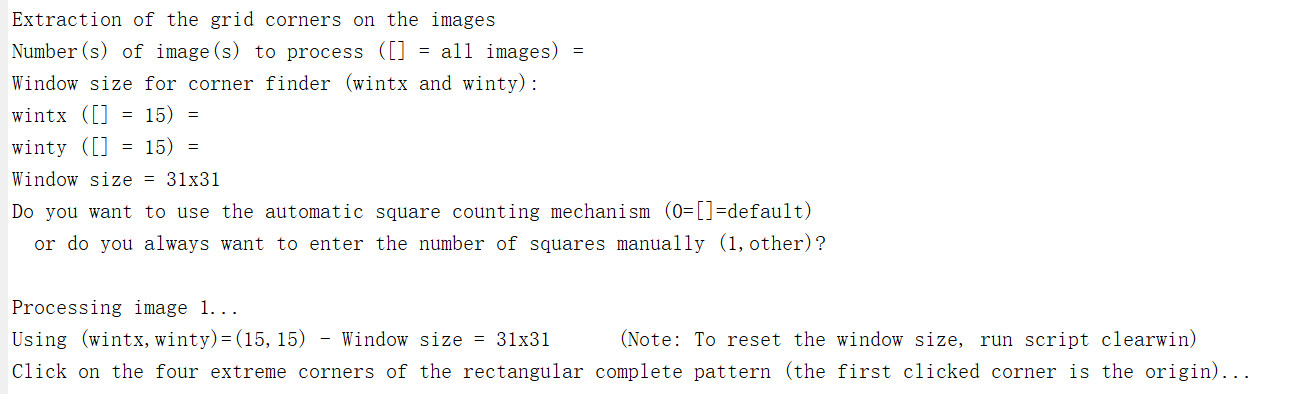 Extraction of the grid corners on the images
Number(s) of image(s) to process ([] = all images) =
Window size for corner finder (wintx and winty):
wintx ([] = 15) =
winty ([] = 15) =
Window size = 31x31
Do you want to use the automatic square counting mechanism (0=[]=default)
or do you always want to enter the number of squares manually (1,other)?
Processing image 1...
Using (wintx,winty)=(15,15) - Window size = 31x31 (Note: To reset the window size, run script clearwin)
Click on the four extreme corners of the rectangular complete pattern (the first clicked corner is the origin)...